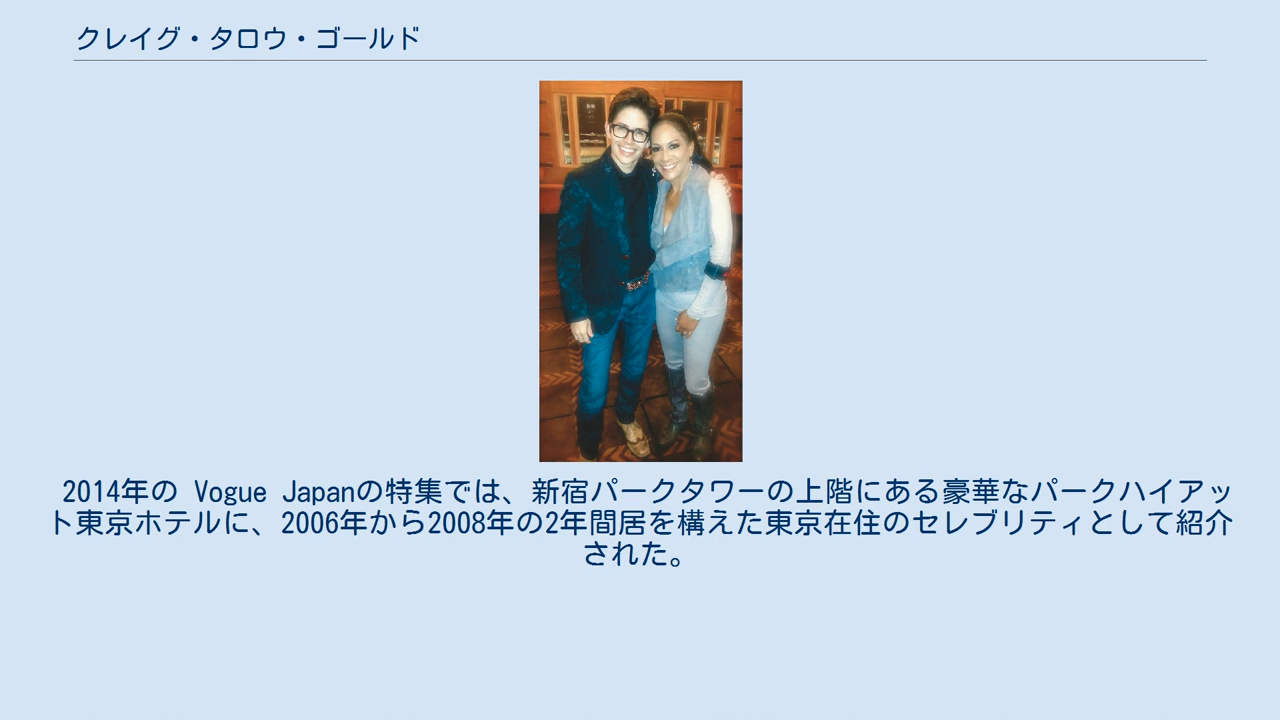 クレイグ・タロウ・ゴールド
2014年の Vogue Japanの特集では、新宿パークタワーの上階にある豪華なパークハイアッ
ト東京ホテルに、2006年から2008年の2年間居を構えた東京在住のセレブリティとして紹介
された。